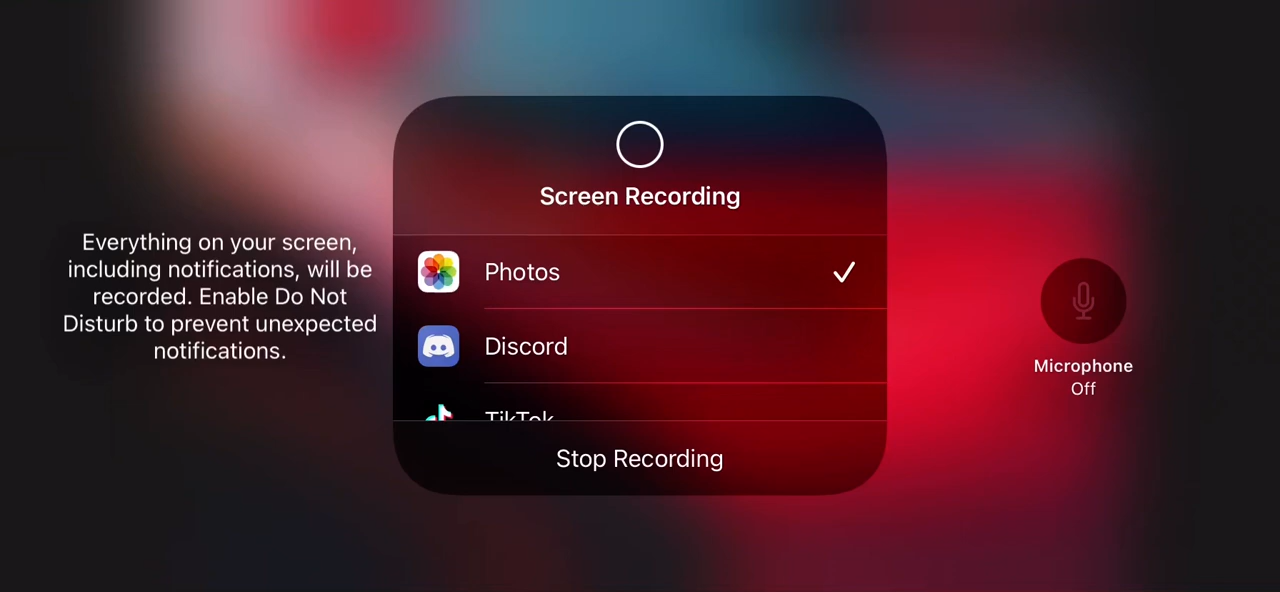 Screen Recording
Everything on your screen,
including notifications, will be
recorded. Enable Do Not
Disturb to prevent unexpected
notifications.
Photos
Discord
TikTok
Stop Recording
Microphone
Off